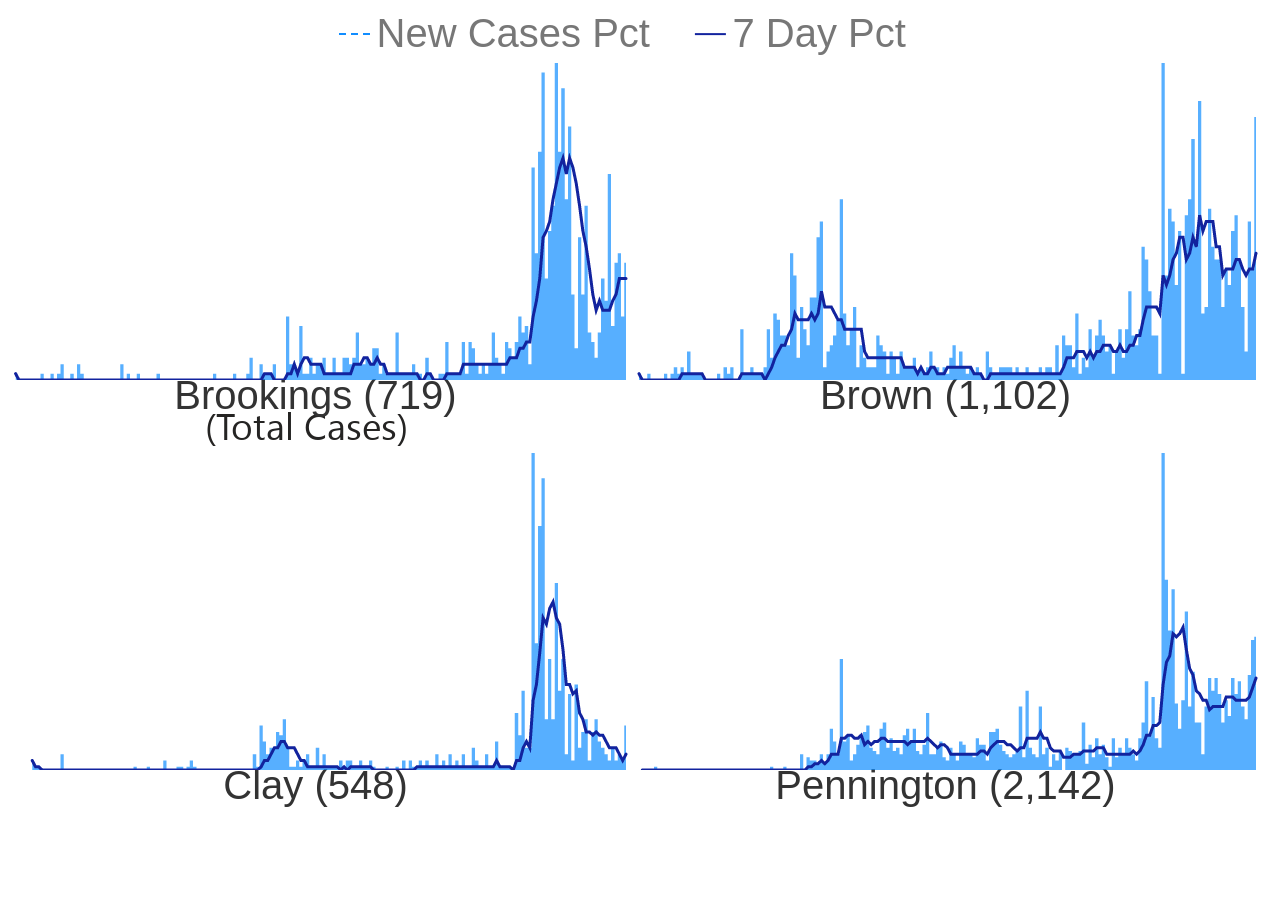 New Cases Pct 7 Day Pct
Brookings (719) Brown (1,102)
(Total Cases)
Clay (548) Pennington (2,142)